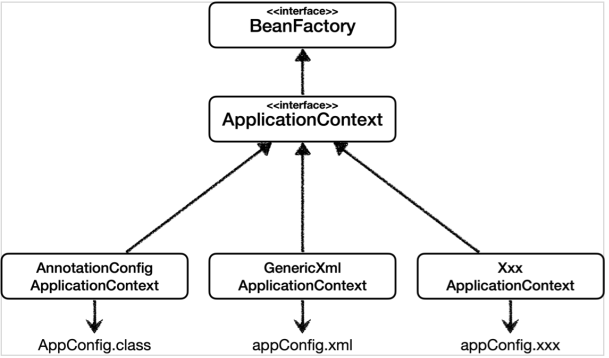 <<interface>>
BeanFactory
<<interface>>
ApplicationContext
AnnotationConfig
ApplicationContext
GenericXml
ApplicationContext
Xxx
ApplicationContext
AppConfig.class
appConfig.xml
appConfig.xxx